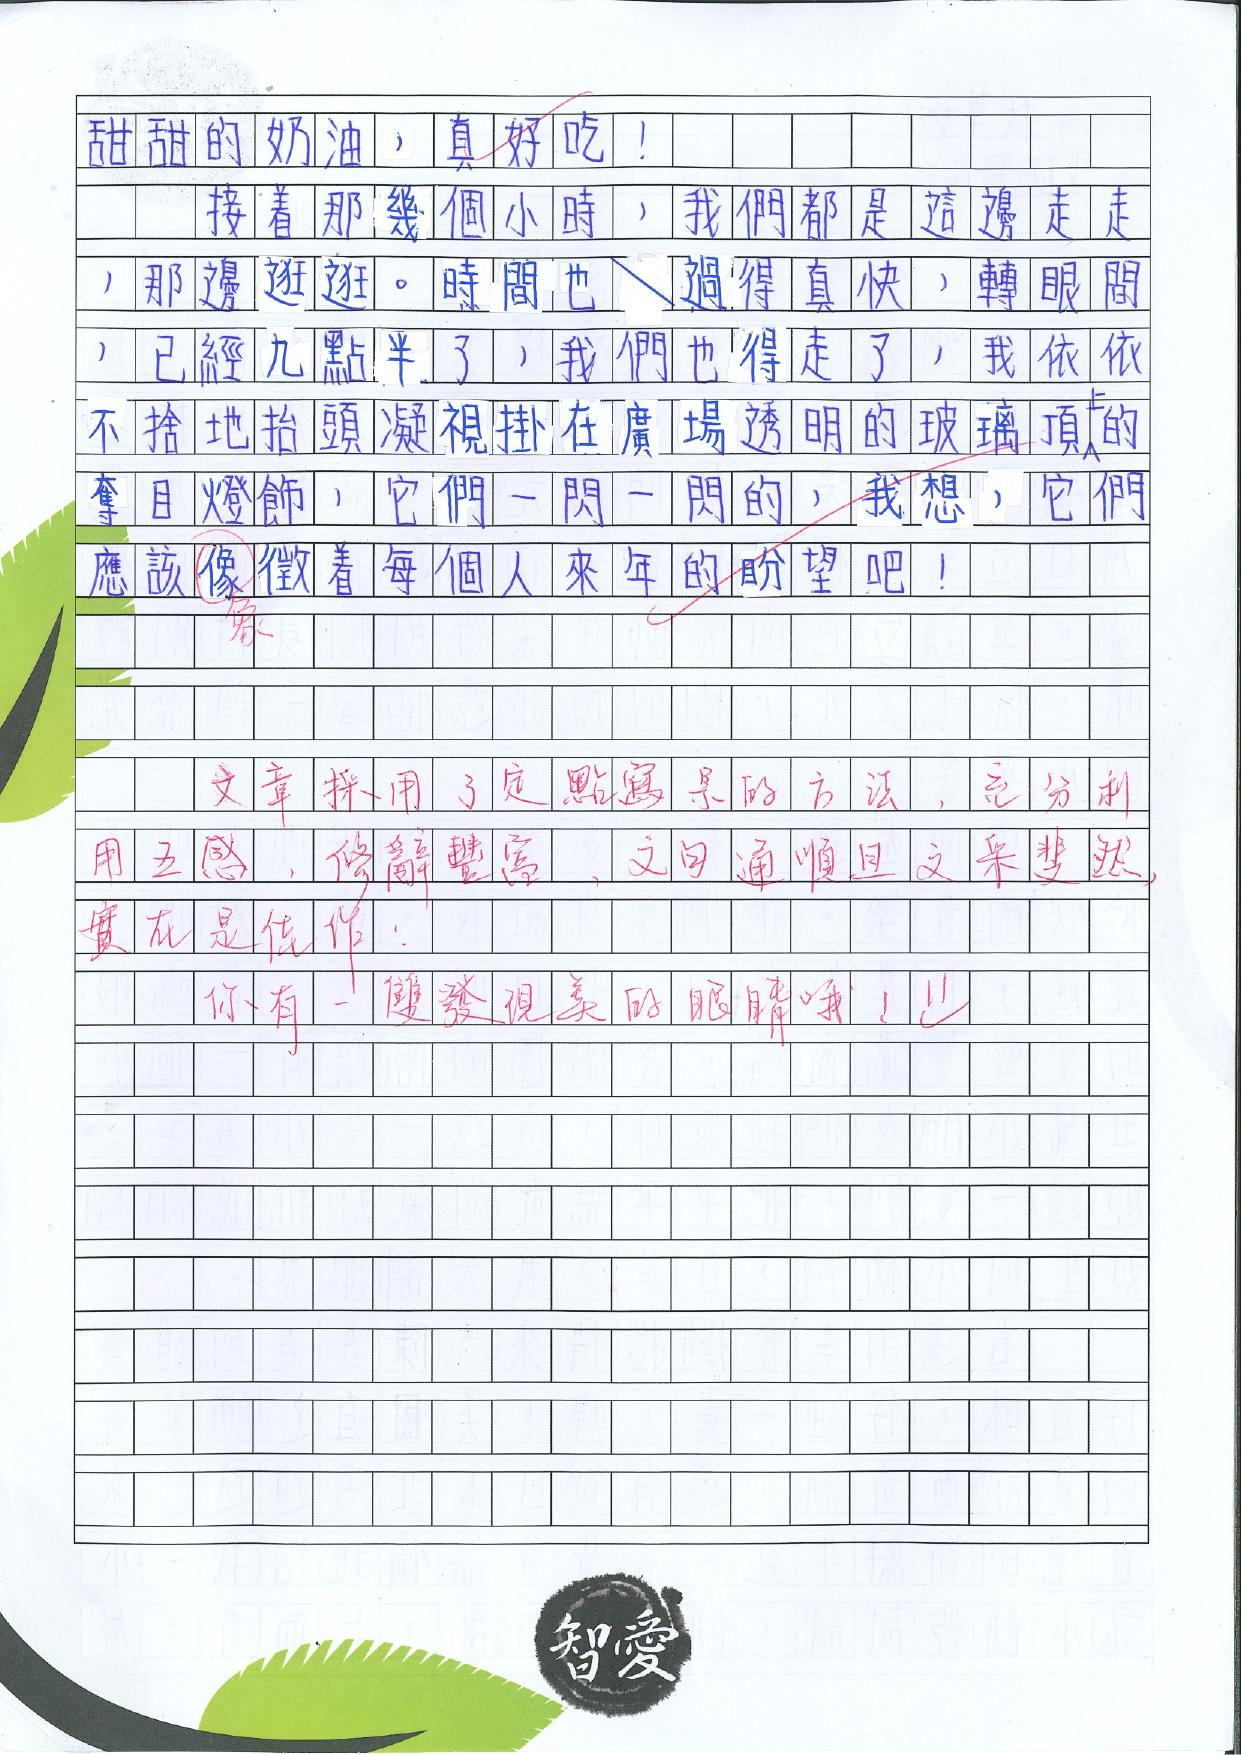 甜甜的奶油，真好吃！
接着那幾個小時，我們都是這邊走走
，那邊逛逛。時間也過得真快，轉眼間
，已經九點半了，我們也得走了，我依依
不捨地抬頭凝視掛在廣場透明的玻璃頂上的
奪目燈飾，它們一閃一閃的，我想，它們
應該像徵着每個人來年的盼望吧！
象
文章採用了定點寫景的方法，充分利
用五感，修辭豐富，文句通順且文采斐然，
實在是佳作！
你有一雙發現美的眼睛哦！
智愛